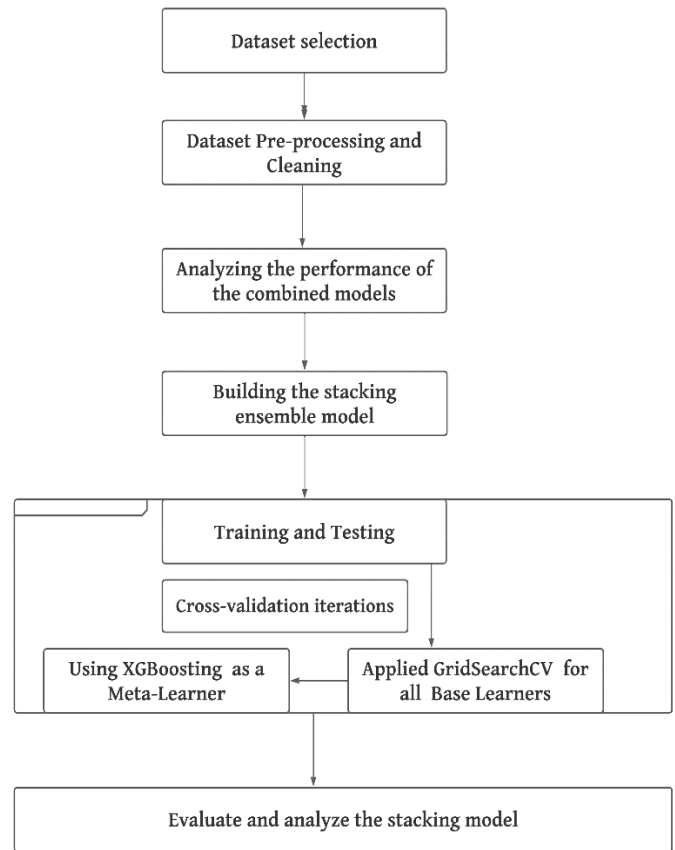 Dataset selection
Dataset Pre-processing and
Cleaning
Analyzing the performance of
the combined models
Building the stacking
ensemble model
Training and Testing
Cross-validation iterations
Using XGBoosting as a
Meta-Learner
Applied GridSearchCV for
all Base Learners
Evaluate and analyze the stacking model